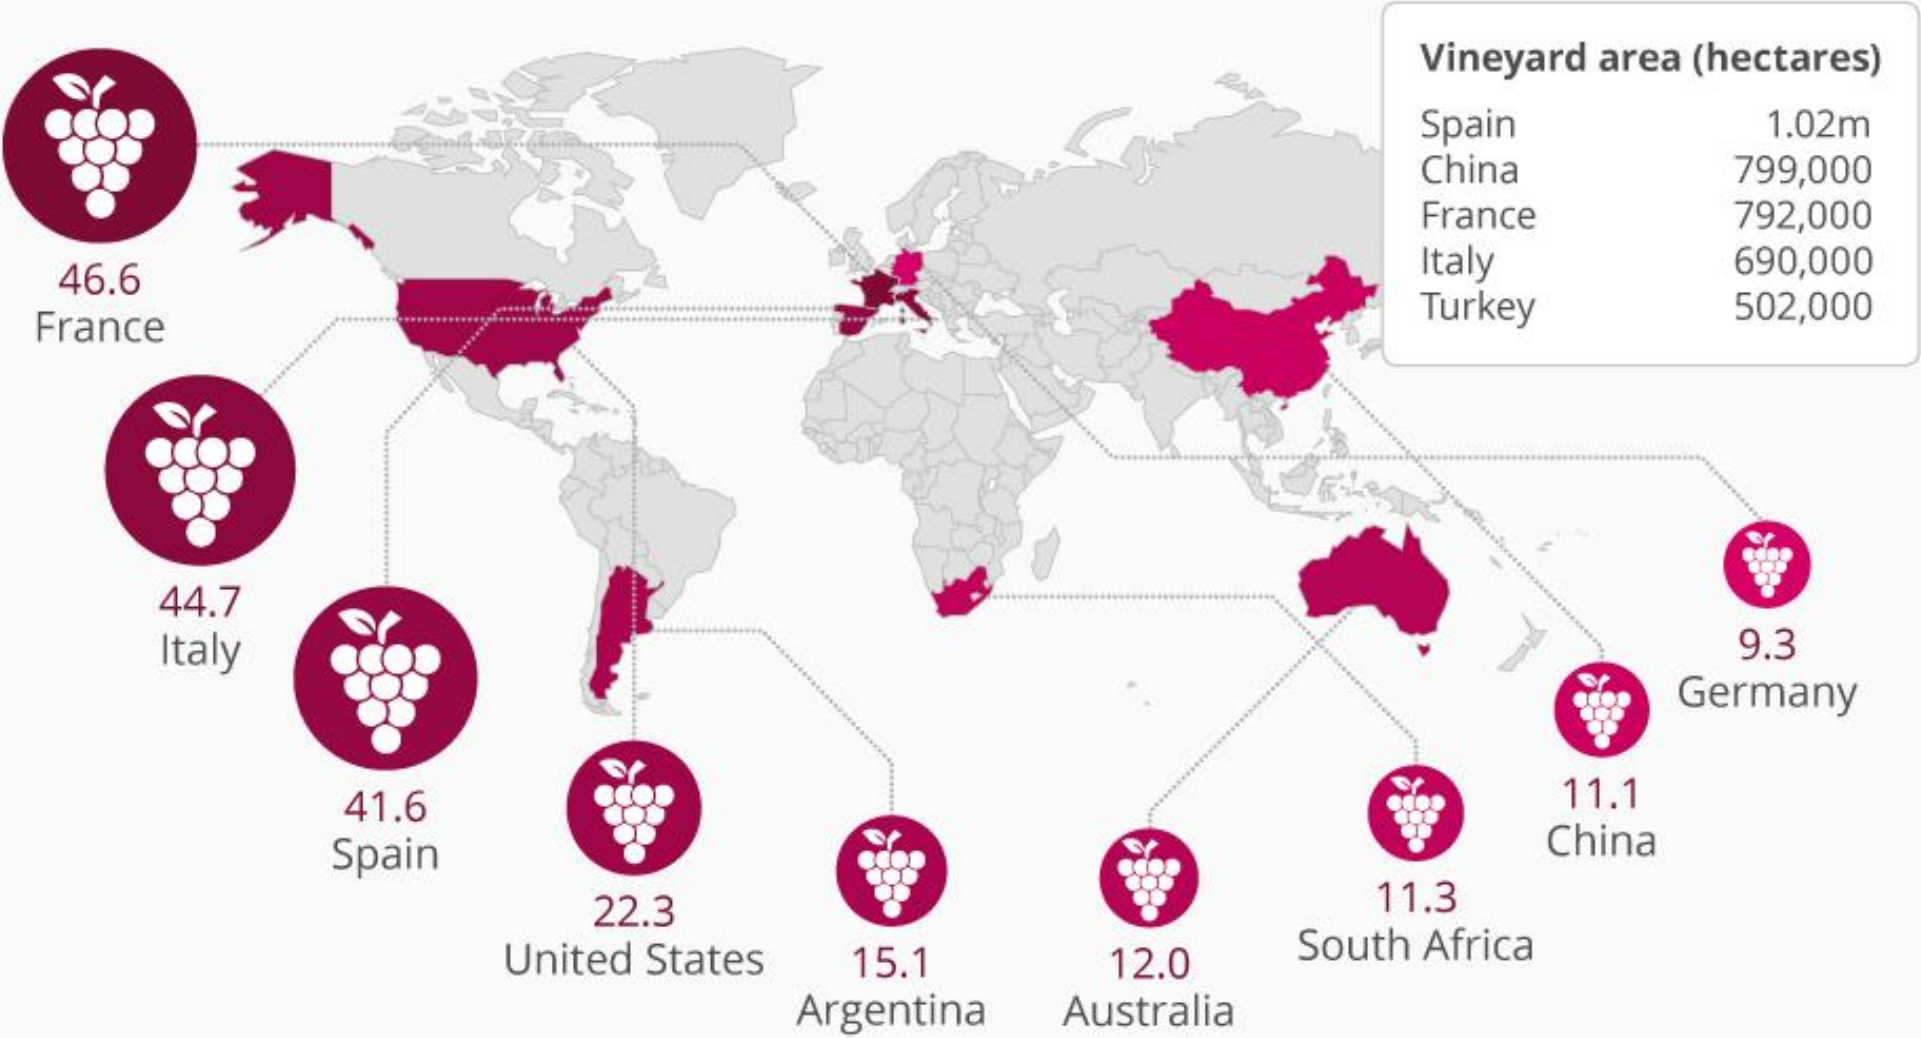 Vineyard area (hectares)
Spain 1.02m
China 799,000
France 792,000
Italy 690,000
Turkey 502,000
46.6
France
44.7
Italy
41.6
Spain
22.3
United States
15.1
Argentina
12.0
Australia
11.3
South Africa
11.1
China
9.3
Germany